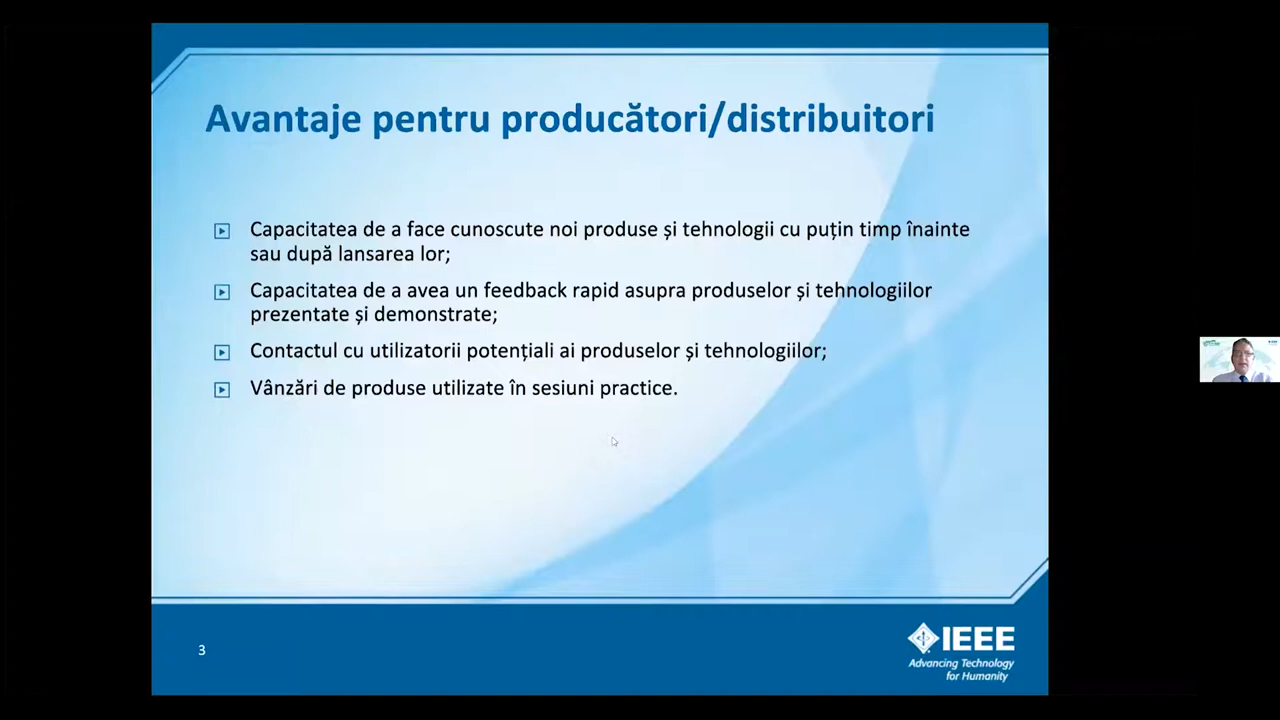 Avantaje pentru producători/distribuitori
Capacitatea de a face cunoscute noi produse și tehnologii cu puțin timp înainte
sau după lansarea lor;
Capacitatea de a avea un feedback rapid asupra produselor și tehnologiilor
prezentate și demonstrate;
Contactul cu utilizatorii potențiali ai produselor și tehnologiilor;
Vânzări de produse utilizate în sesiuni practice.
3
IEEE
Advancing Technology
for Humanity